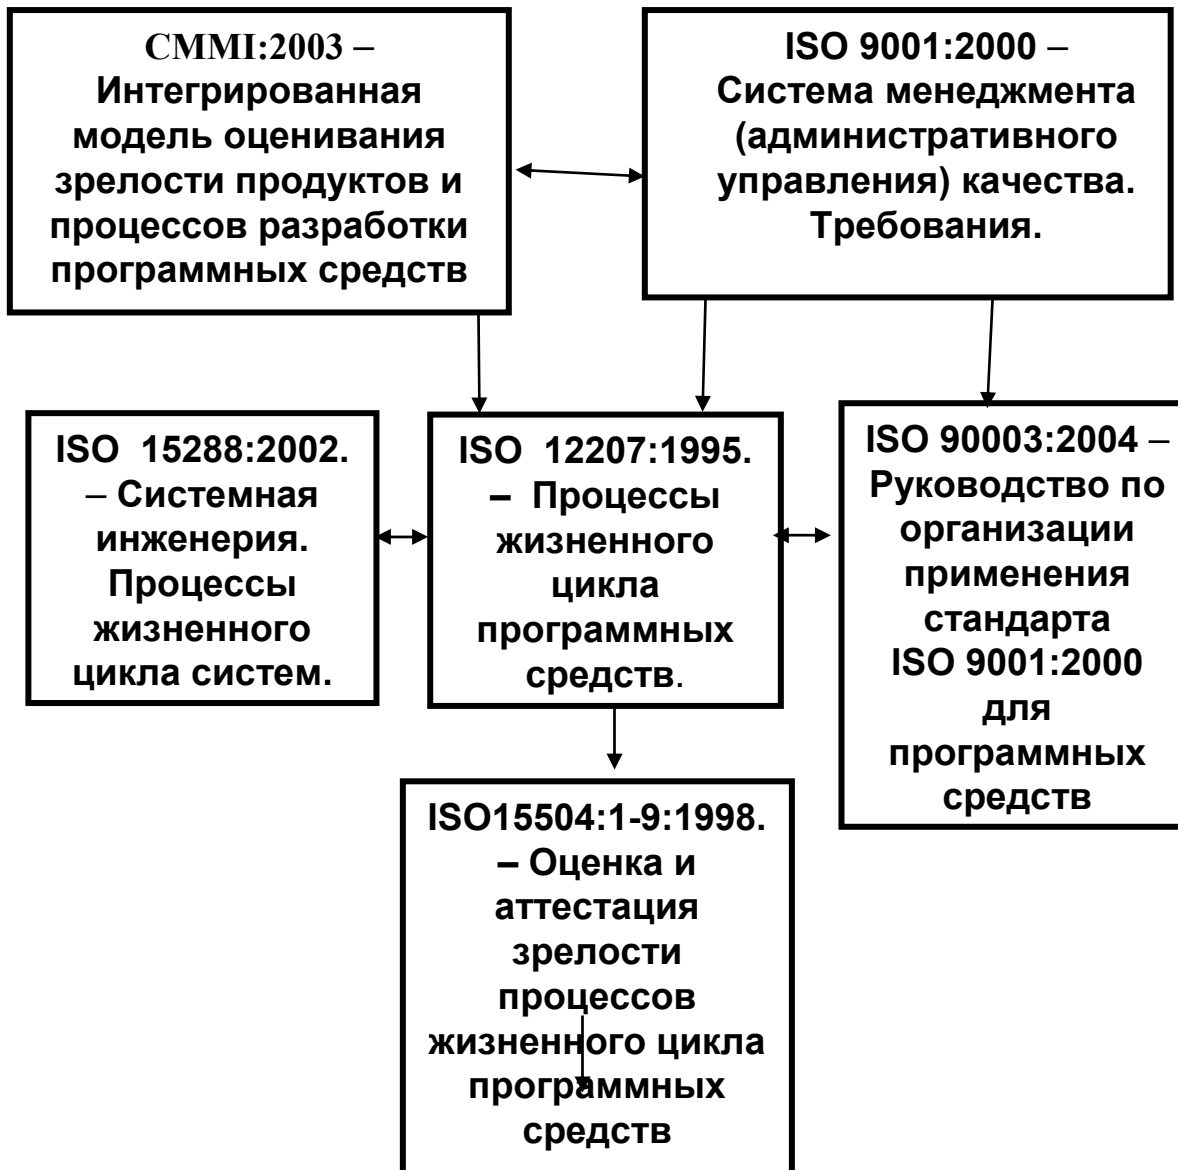 CMMI:2003 –
Интегрированная
модель оценивания
зрелости продуктов и
процессов разработки
программных средств
ISO 9001:2000 –
Система менеджмента
(административного
управления) качества.
Требования.
ISO 15288:2002.
– Системная
инженерия.
Процессы
жизненного
цикла систем.
ISO 12207:1995.
– Процессы
жизненного
цикла
программных
средств.
ISO 90003:2004 –
Руководство по
организации
применения
стандарта
ISO 9001:2000
для
программных
средств
ISO15504:1-9:1998.
– Оценка и
аттестация
зрелости
процессов
жизненного цикла
программных
средств